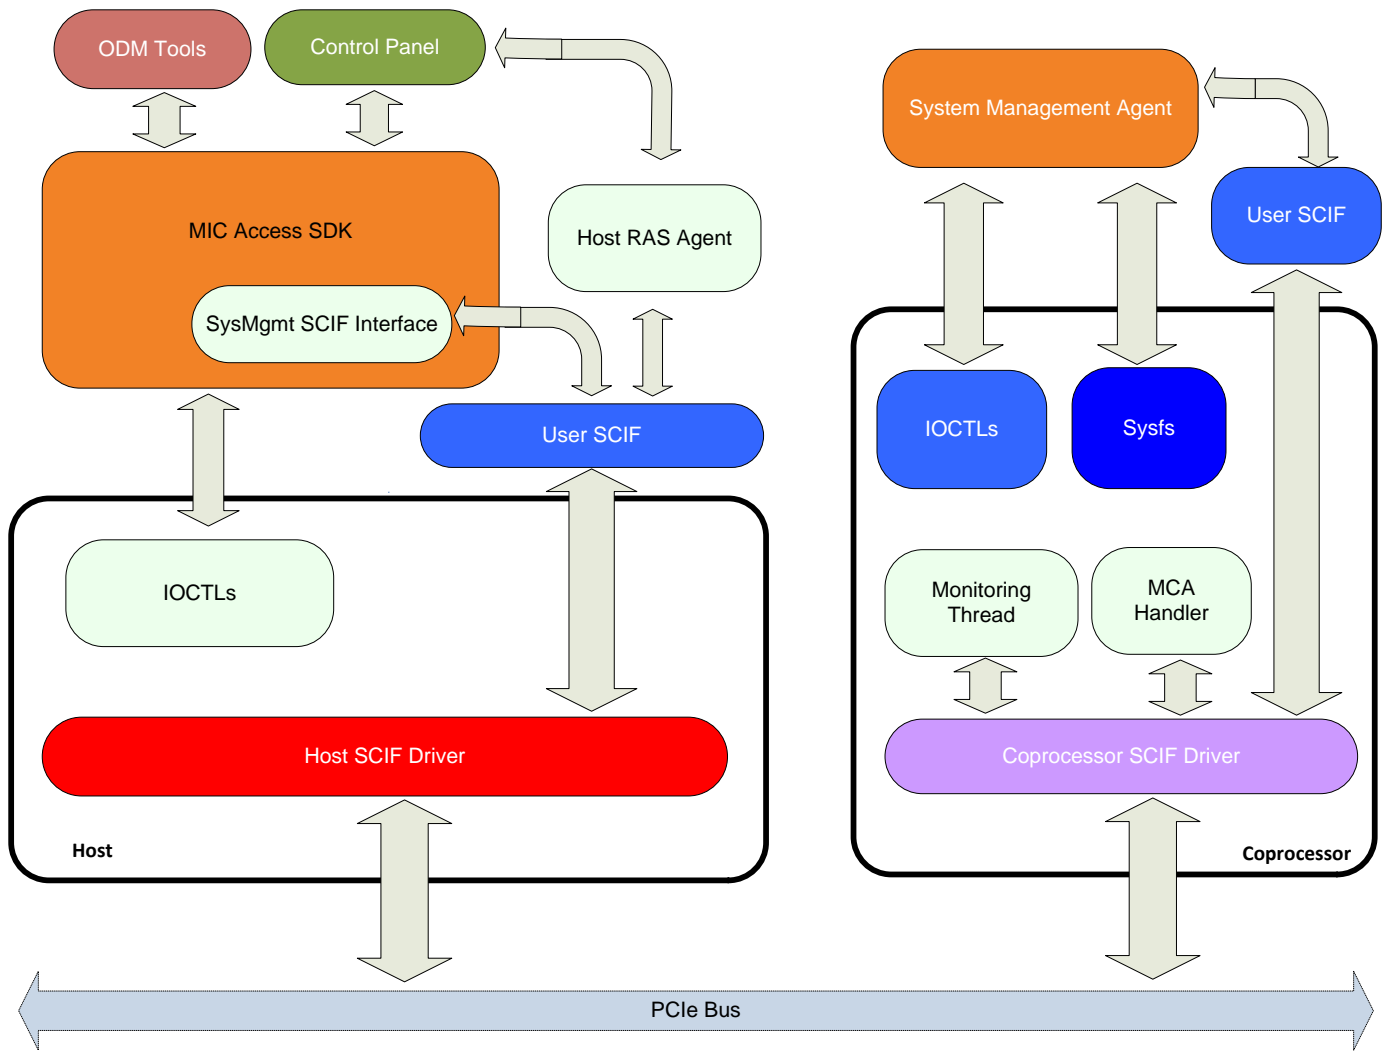 ODM Tools
Control Panel
System Management Agent
MIC Access SDK
Host RAS Agent
User SCIF
SysMgmt SCIF Interface
User SCIF
IOCTLs
Sysfs
IOCTLs
Monitoring
Thread
MCA
Handler
Host SCIF Driver
Coprocessor SCIF Driver
Host
Coprocessor
PCIe Bus